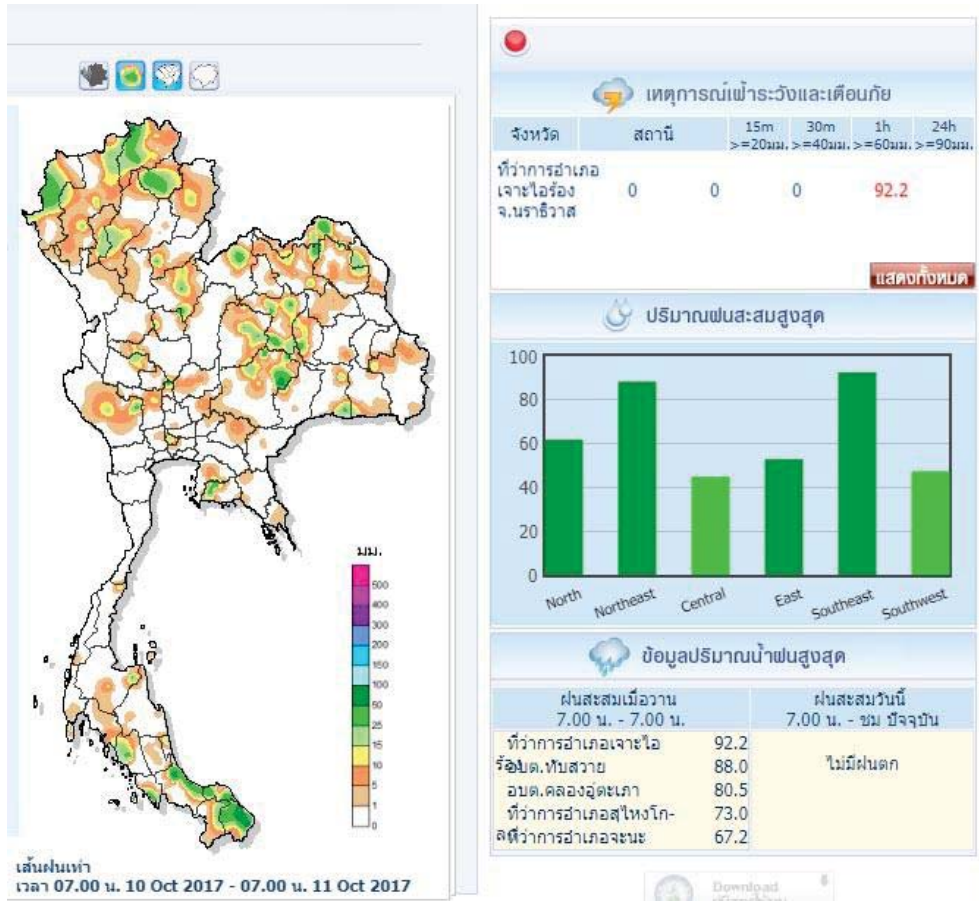 เหตุการณ์เฝ้าระวังและเตือนภัย
จังหวัด สถานี 15m 30m 1h 24h
>=20มม. >=40มม. >=60มม. >=90มม.
ที่ว่าการอำเภอ
เจาะไอร้อง 0 0 0 92.2
จ.นราธิวาส
แสดงทั้งหมด
ปริมาณฝนสะสมสูงสุด
100
80
60
40
20
0
North Northeast Central East Southeast Southwest
ข้อมูลปริมาณน้ำฝนสูงสุด
ฝนสะสมเมื่อวาน ฝนสะสมวันนี้
7.00 น. - 7.00 น. 7.00 น. - ชม ปัจจุบัน
ที่ว่าการอำเภอเจาะไอ 92.2
ร้อง
อบต.ทับสวาย 88.0 ไม่มีฝนตก
อบต.คลองอู่ตะเภา 80.5
ที่ว่าการอำเภอสุไหงโก- 73.0
ลก
ที่ว่าการอำเภอจะนะ 67.2
Download
มม.
500
400
300
200
150
100
50
25
15
10
5
1
0
เส้นฝนเท่า
เวลา 07.00 น. 10 Oct 2017 - 07.00 น. 11 Oct 2017